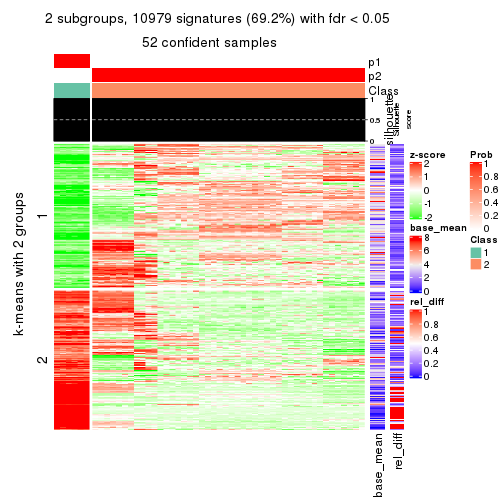 2 subgroups, 10979 signatures (69.2%) with fdr < 0.05
52 confident samples
p1
p2
Class
1
0.5
0
silhouette
Silhouette
score
k-means with 2 groups
1
2
base_mean
rel_diff
z-score
2
1
0
-1
-2
base_mean
8
6
4
2
0
rel_diff
1
0.8
0.6
0.4
0.2
0
Prob
1
0.8
0.6
0.4
0.2
0
Class
1
2